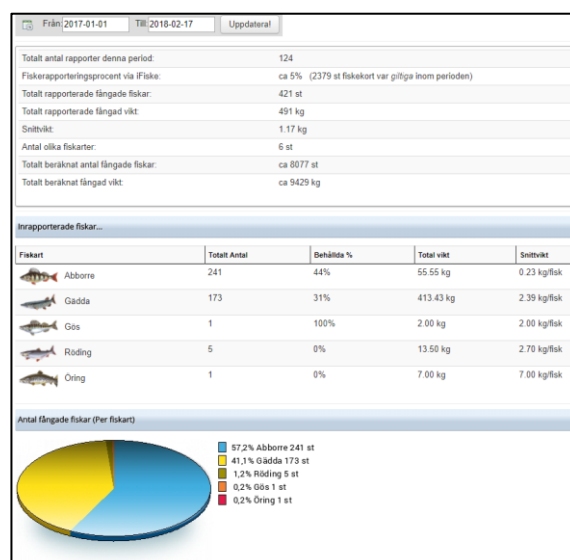 Från: 2017-01-01 Till: 2018-02-17 Uppdatera!
Totalt antal rapporter denna period: 124
Fiskerapporteringsprocent via iFiske: ca 5% (2379 st fiskekort var giltiga inom perioden)
Totalt rapporterade fångade fiskar: 421 st
Totalt rapporterade fångad vikt: 491 kg
Snittvikt: 1.17 kg
Antal olika fiskarter: 6 st
Totalt beräknat antal fångade fiskar: ca 8077 st
Totalt beräknat fångad vikt: ca 9429 kg
Inrapporterade fiskar...
Fiskart Totalt Antal Behållda % Total vikt Snittvikt
Abborre 241 44% 55.55 kg 0.23 kg/fisk
Gädda 173 31% 413.43 kg 2.39 kg/fisk
Gös 1 100% 2.00 kg 2.00 kg/fisk
Röding 5 0% 13.50 kg 2.70 kg/fisk
Öring 1 0% 7.00 kg 7.00 kg/fisk
Antal fångade fiskar (Per fiskart)
57,2% Abborre 241 st
41,1% Gädda 173 st
1,2% Röding 5 st
0,2% Gös 1 st
0,2% Öring 1 st